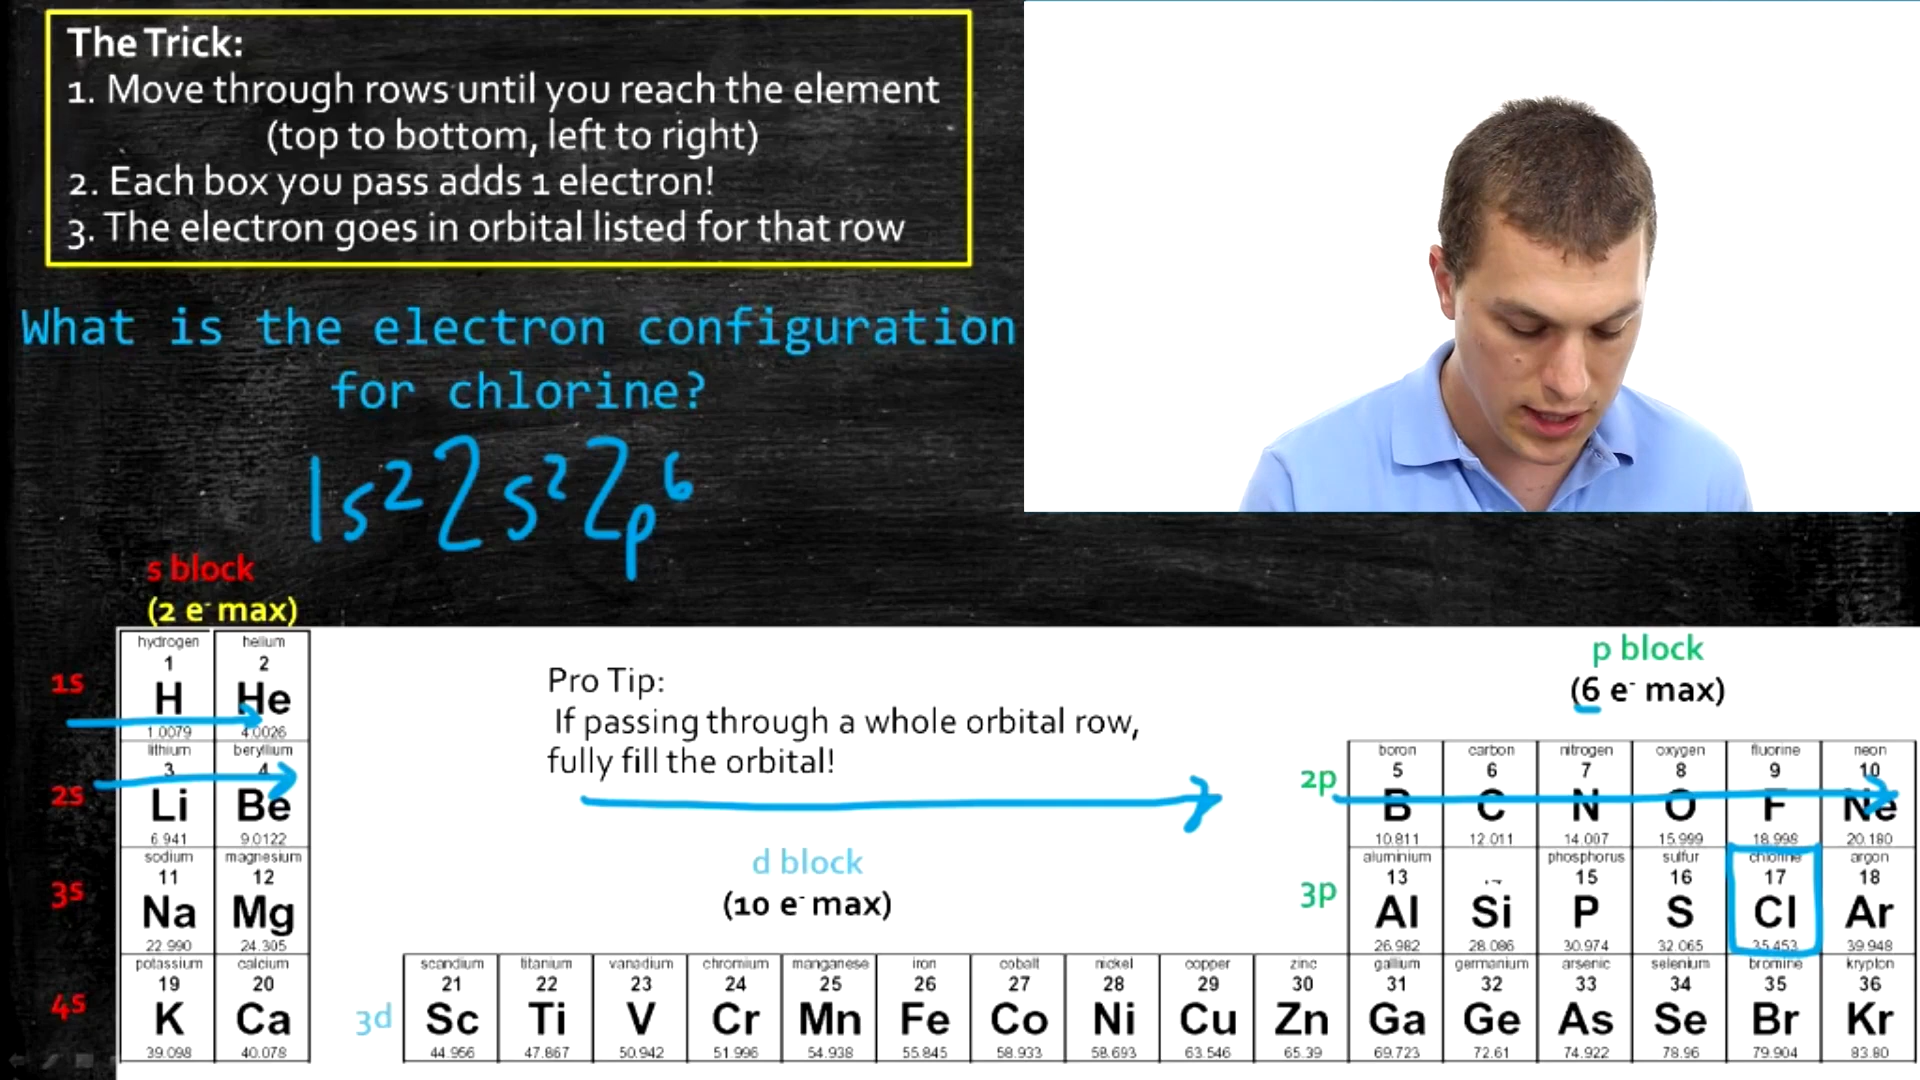 The Trick:
1. Move through rows until you reach the element
(top to bottom, left to right)
2. Each box you pass adds 1 electron!
3. The electron goes in orbital listed for that row
What is the electron configuration
for chlorine?
1s² 2s² 2p⁶
s block
(2 e⁻ max)
p block
(6 e⁻ max)
Pro Tip:
If passing through a whole orbital row,
fully fill the orbital!
d block
(10 e⁻ max)
hydrogen helium
1 2
1s H He
1.0079 4.0026
lithium beryllium boron carbon nitrogen oxygen fluorine neon
3 4 5 6 7 8 9 10
2s Li Be 2p B C N O F Ne
6.941 9.0122 10.811 12.011 14.007 15.999 18.998 20.180
sodium magnesium aluminium phosphorus sulfur chlorine argon
11 12 13 15 16 17 18
3s Na Mg 3p Al Si P S Cl Ar
22.990 24.305 26.982 28.086 30.974 32.065 35.453 39.948
potassium calcium scandium titanium vanadium chromium manganese iron cobalt nickel copper zinc gallium germanium arsenic selenium bromine krypton
19 20 21 22 23 24 25 26 27 28 29 30 31 32 33 34 35 36
4s K Ca 3d Sc Ti V Cr Mn Fe Co Ni Cu Zn Ga Ge As Se Br Kr
39.098 40.078 44.956 47.867 50.942 51.996 54.938 55.845 58.933 58.693 63.546 65.39 69.723 72.61 74.922 78.96 79.904 83.80